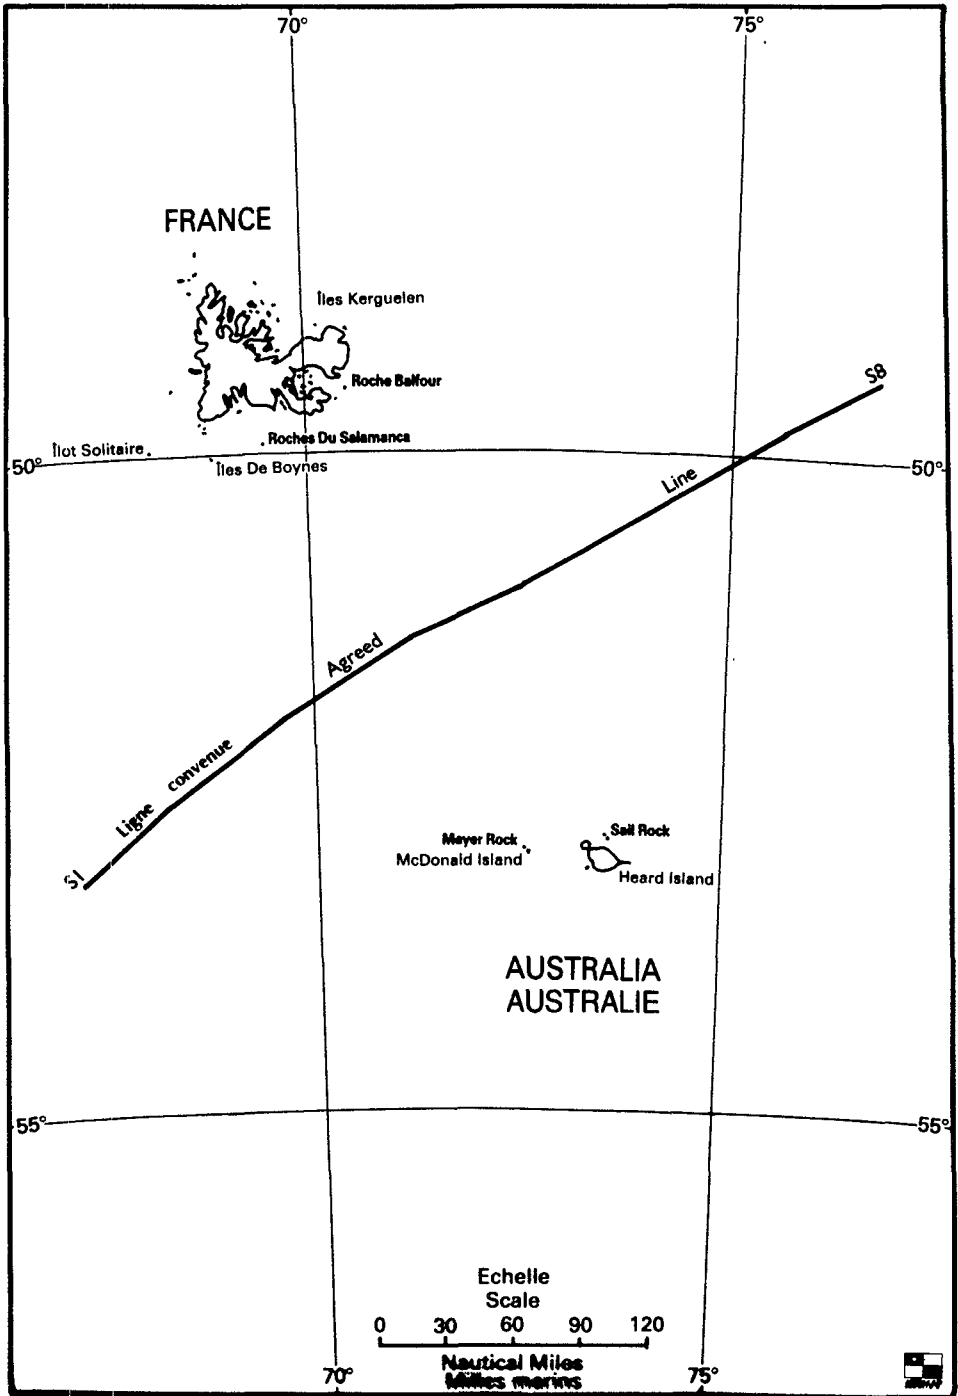 70°
75°
FRANCE
Îles Kerguelen
Roche Balfour
S8
Roches Du Salamanca
Îlot Solitaire
50°
Îles De Boynes
50°
Line
Agreed
Ligne convenue
S1
Meyer Rock
Sail Rock
McDonald Island
Heard Island
AUSTRALIA
AUSTRALIE
55°
55°
Echelle
Scale
0 30 60 90 120
Nautical Miles
Milles marins
70°
75°